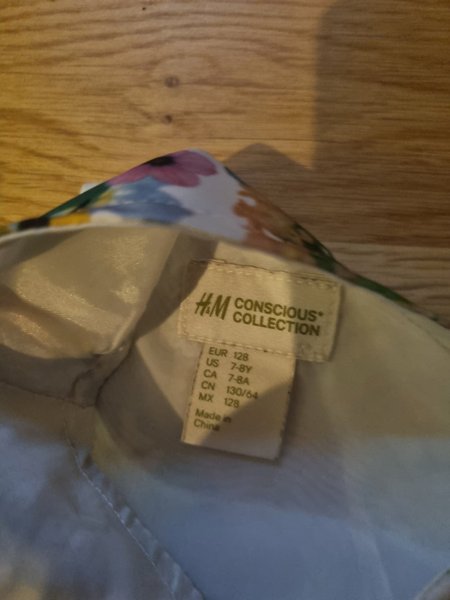 H&M CONSCIOUS*
COLLECTION
EUR 128
US 7-8Y
CA 7-8A
CN 130/64
MX 128
Made in
China